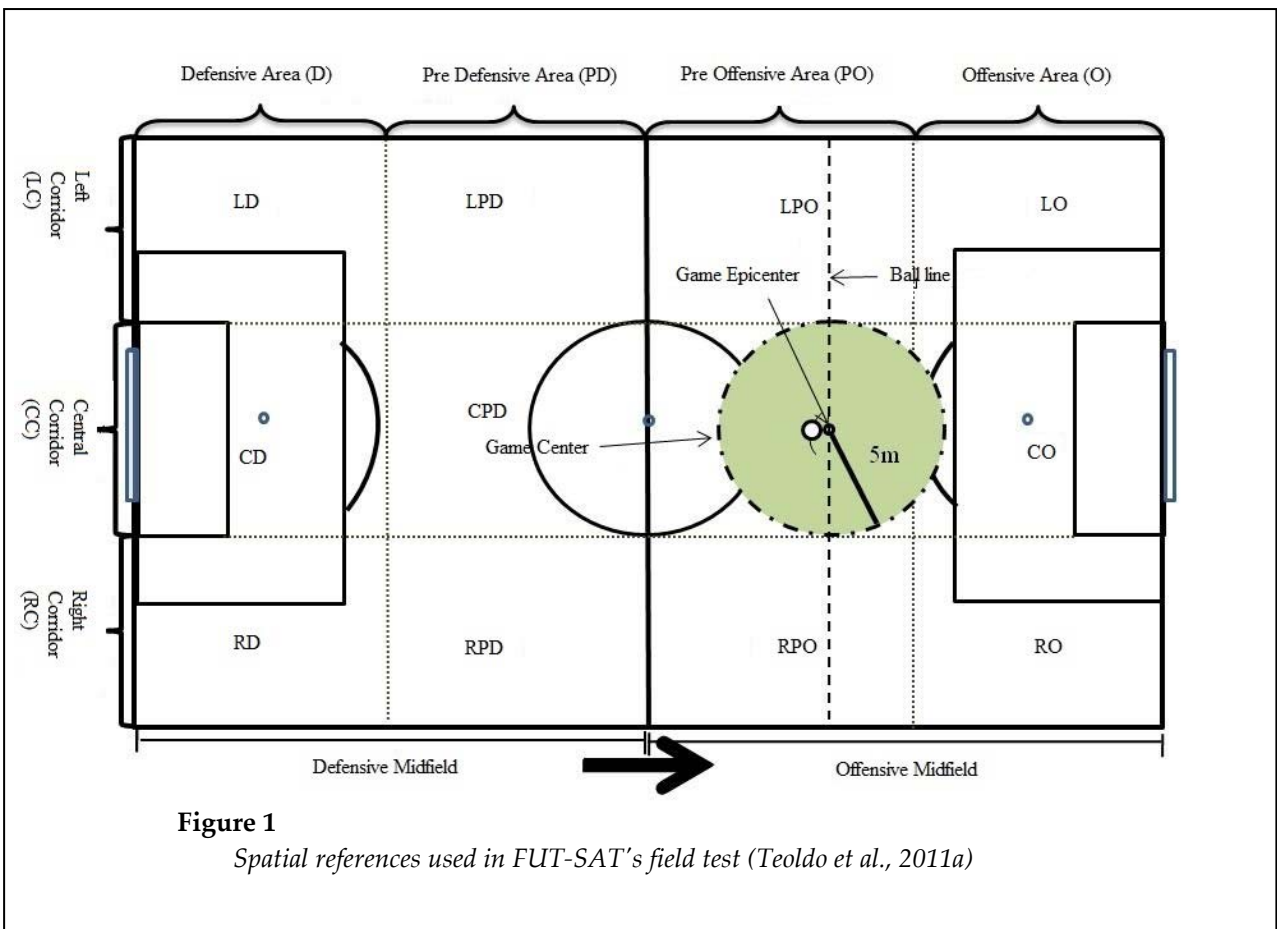 Defensive Area (D) Pre Defensive Area (PD) Pre Offensive Area (PO) Offensive Area (O)
Left
Corridor
(LC)
LD LPD LPO LO
Game Epicenter Ball line
Central
Corridor
(CC)
CPD
Game Center
CD 5m CO
Right
Corridor
(RC)
RD RPD RPO RO
Defensive Midfield Offensive Midfield
Figure 1
Spatial references used in FUT-SAT's field test (Teoldo et al., 2011a)